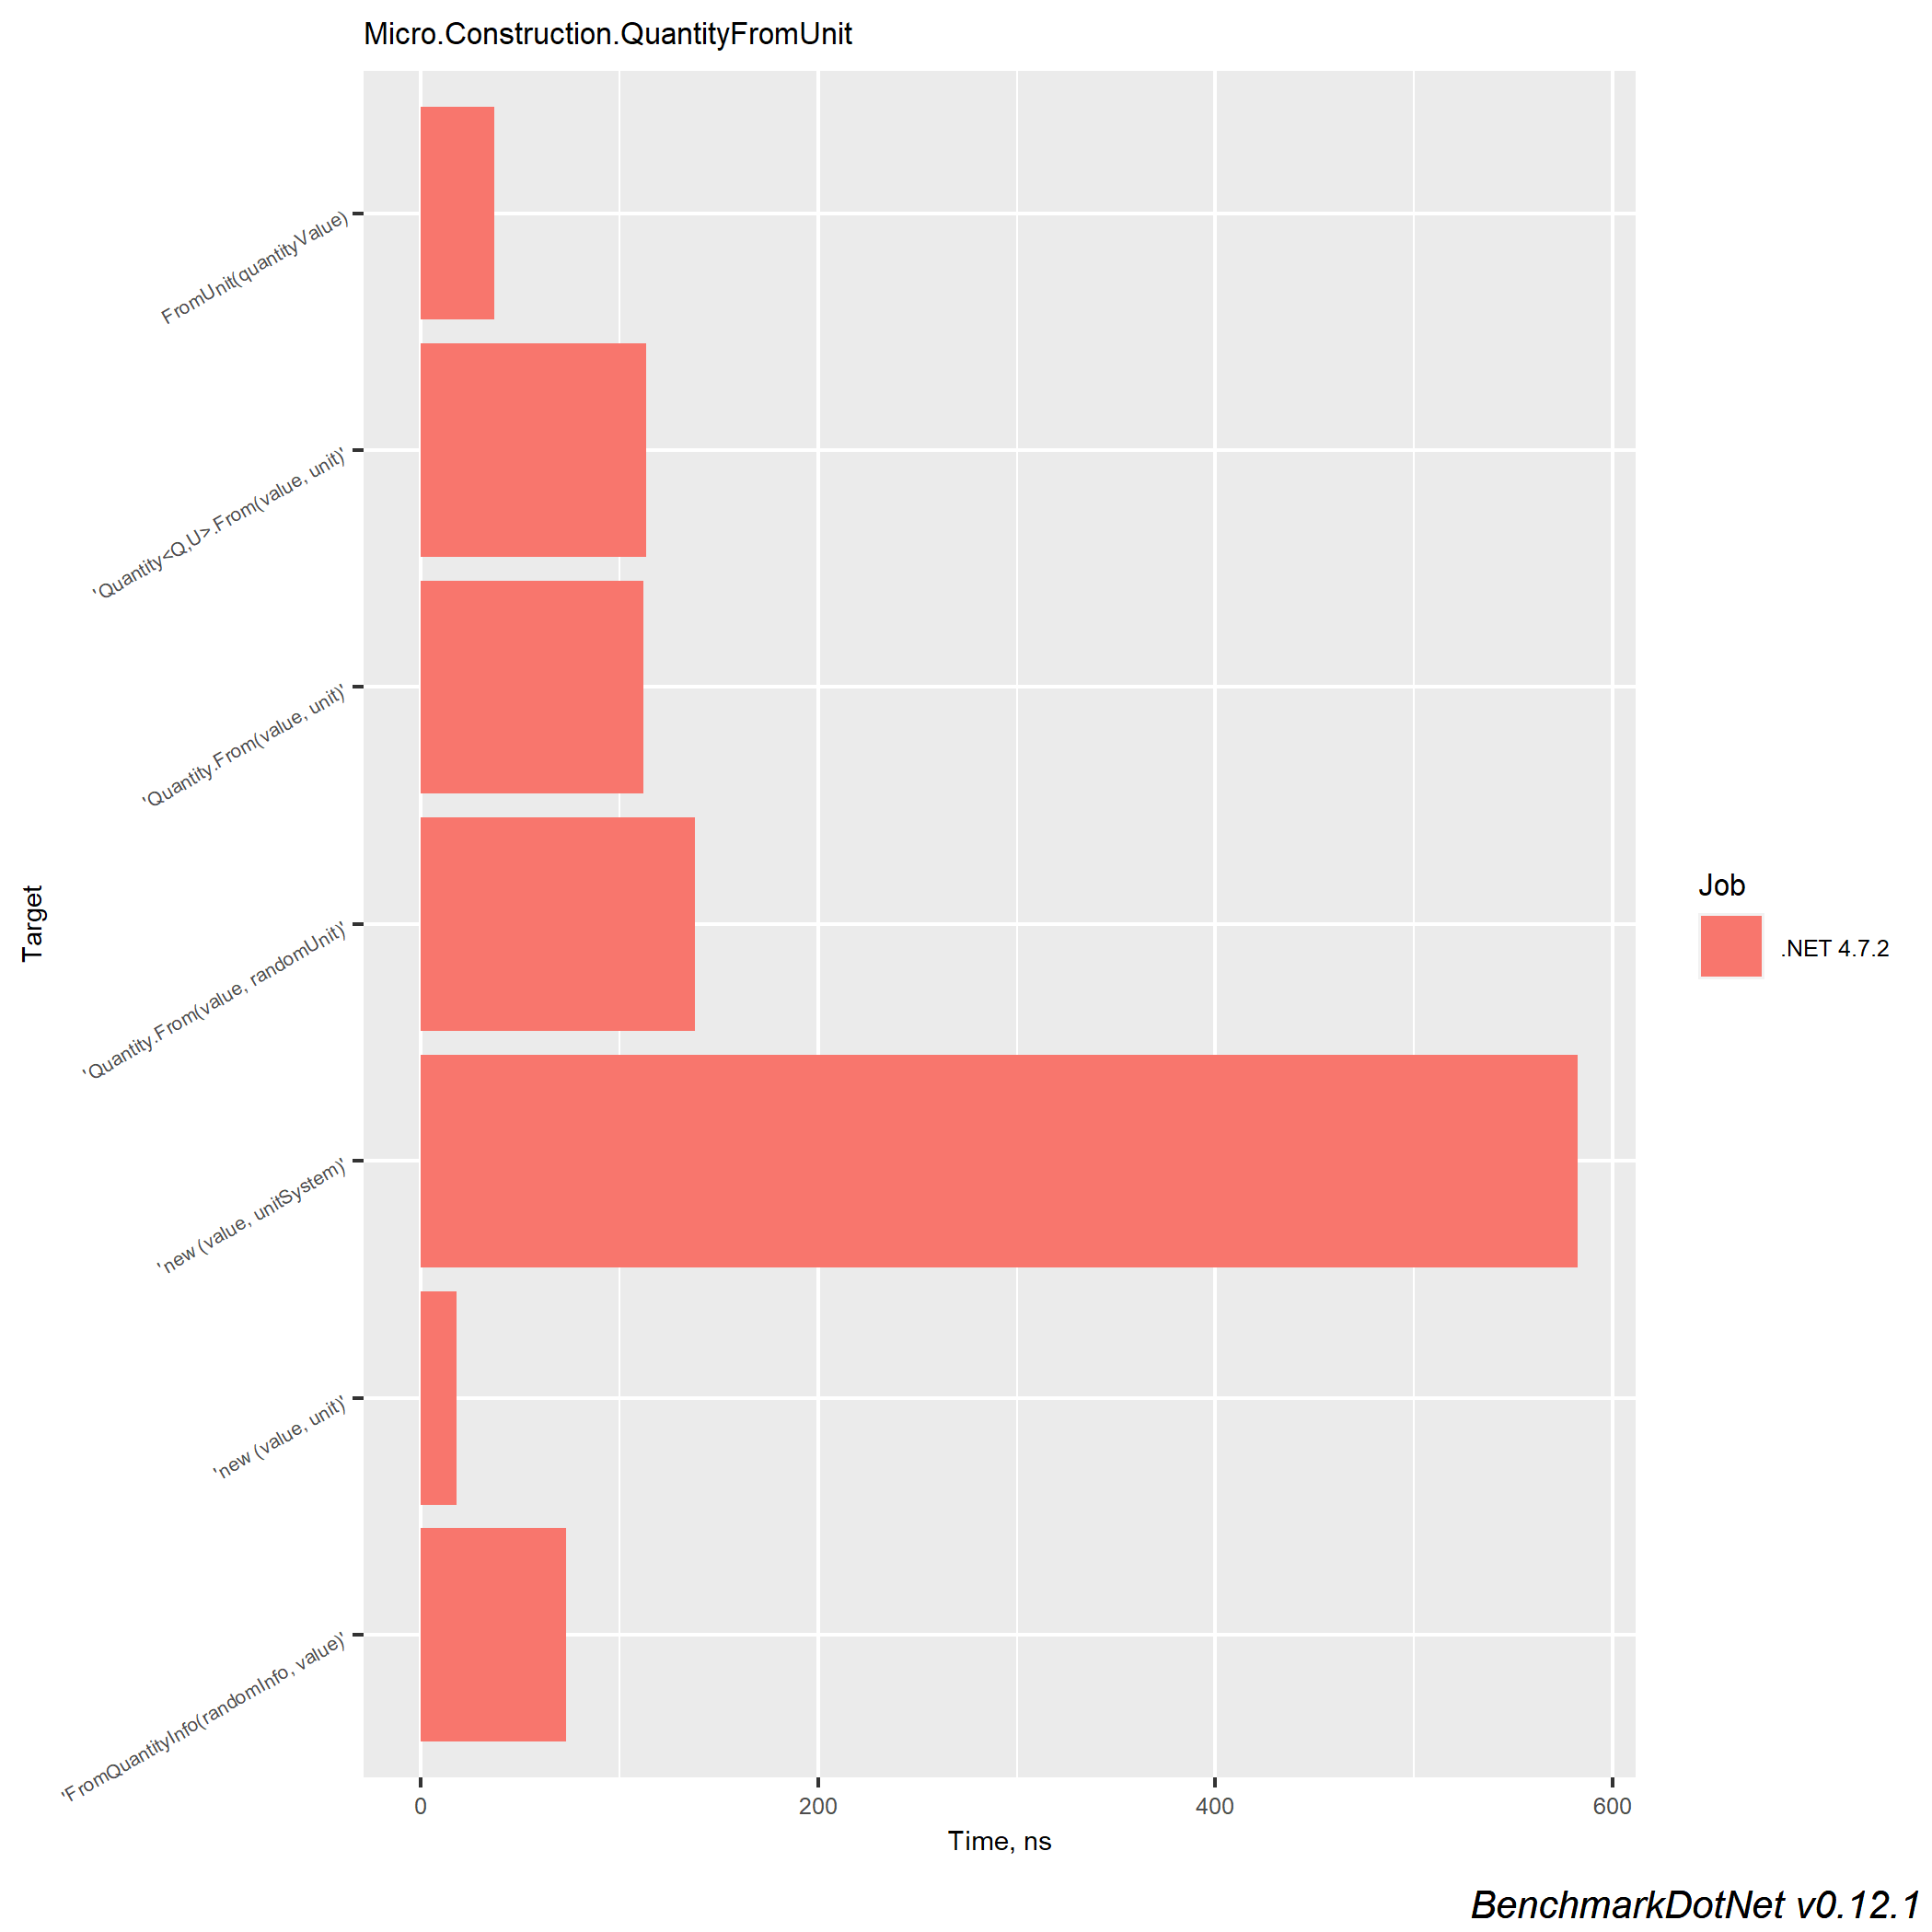 Micro.Construction.QuantityFromUnit
FromUnit(quantityValue)
'Quantity<Q,U>.From(value, unit)'
'Quantity.From(value, unit)'
'Quantity.From(value, randomUnit)'
'new (value, unitSystem)'
'new (value, unit)'
'FromQuantityInfo(randomInfo, value)'
Target
0 200 400 600
Time, ns
Job
.NET 4.7.2
BenchmarkDotNet v0.12.1